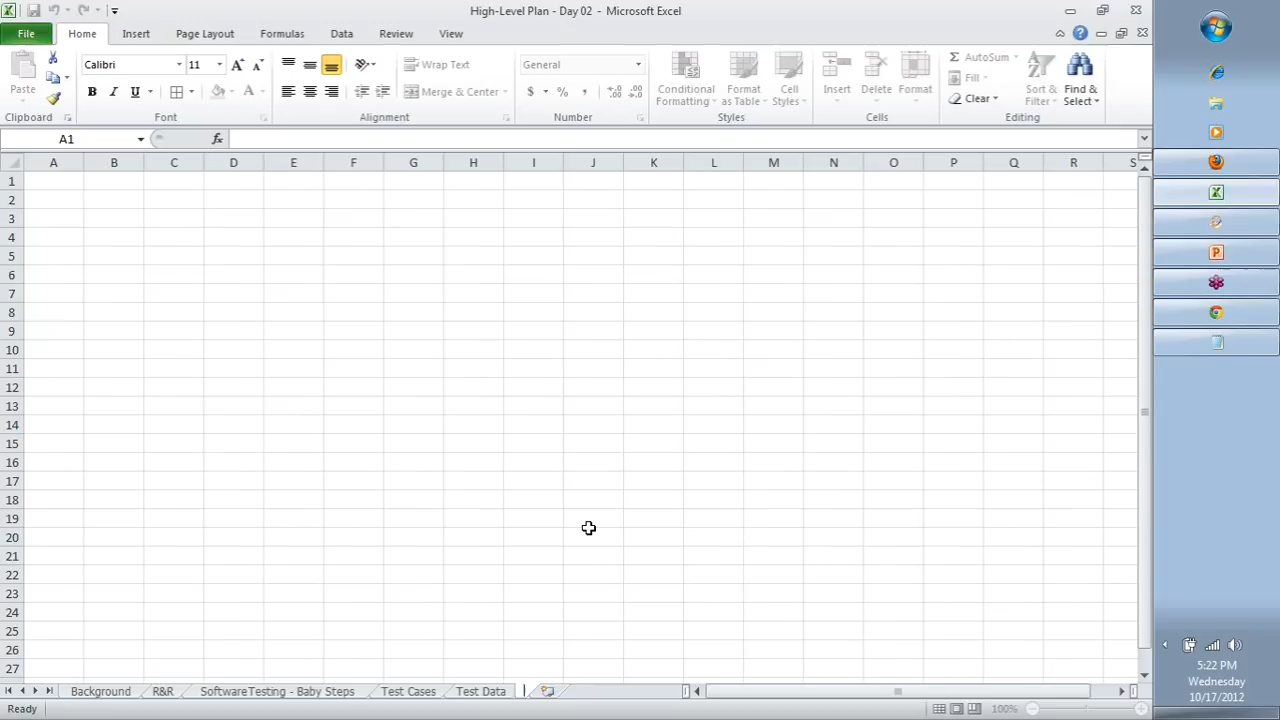 High-Level Plan - Day 02 - Microsoft Excel
File Home Insert Page Layout Formulas Data Review View
Paste
Clipboard
Calibri 11
B I U A
Font
Wrap Text
Merge & Center
Alignment
General
$ % ,
Number
Conditional Formatting
Format as Table
Cell Styles
Styles
Insert Delete Format
Cells
Σ AutoSum
Fill
Clear
Sort & Filter
Find & Select
Editing
A1 fx
A B C D E F G H I J K L M N O P Q R S
1
2
3
4
5
6
7
8
9
10
11
12
13
14
15
16
17
18
19
20
21
22
23
24
25
26
27
Background R&R SoftwareTesting - Baby Steps Test Cases Test Data
Ready 100%
5:22 PM
Wednesday
10/17/2012